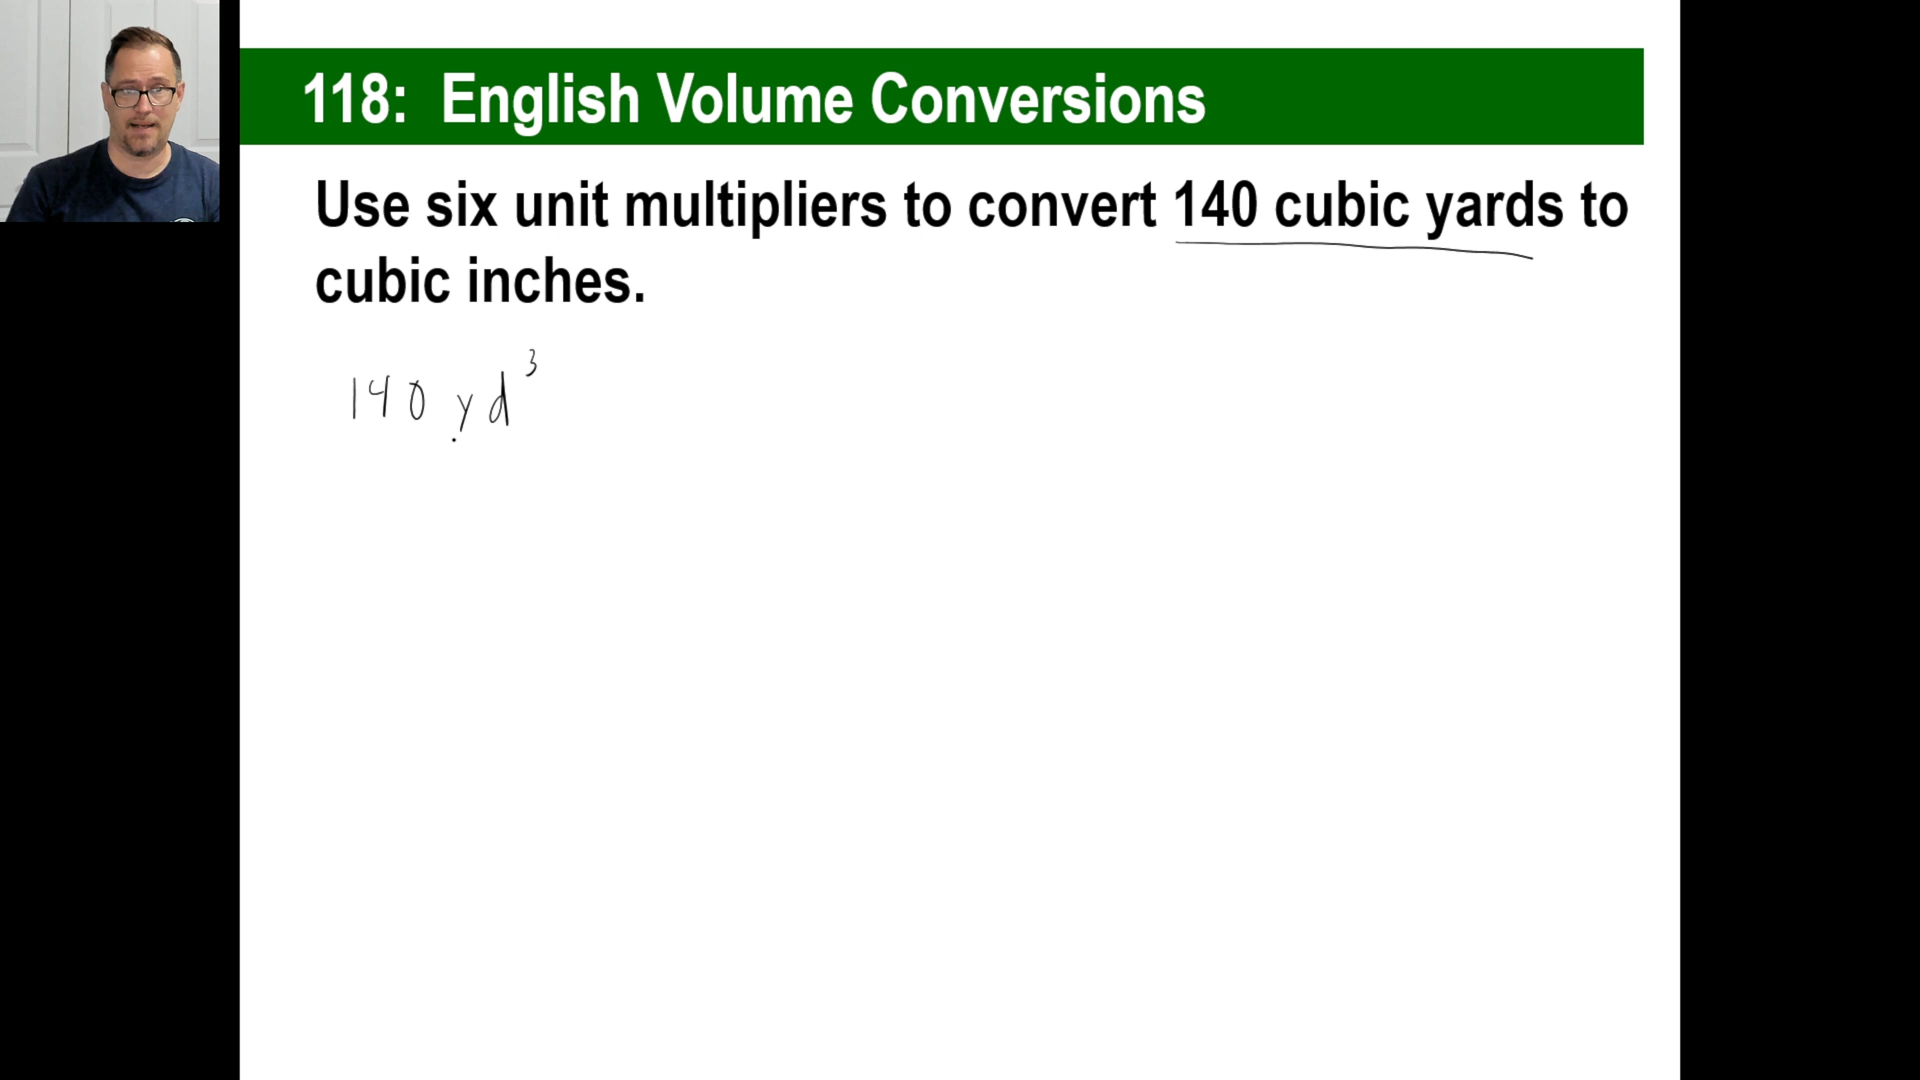 118: English Volume Conversions
Use six unit multipliers to convert 140 cubic yards to
cubic inches.
140 yd³